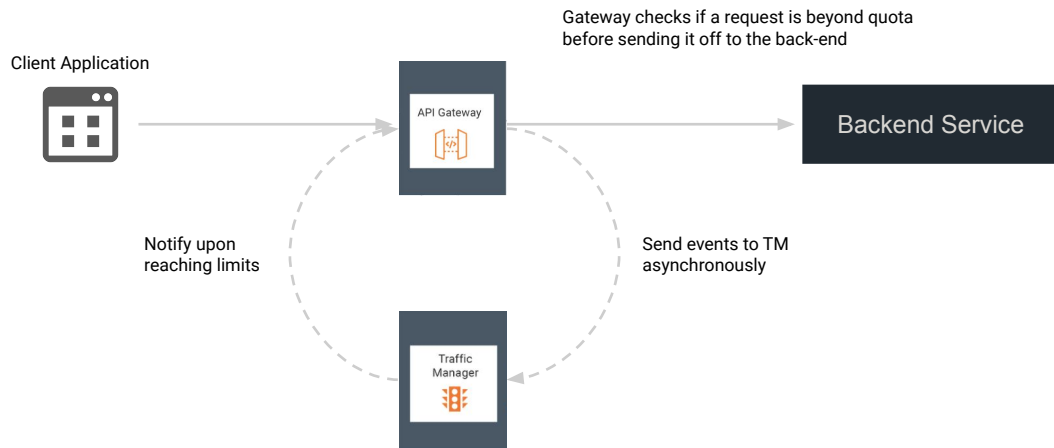 Gateway checks if a request is beyond quota
before sending it off to the back-end
Client Application
API Gateway
Backend Service
Notify upon
reaching limits
Send events to TM
asynchronously
Traffic
Manager